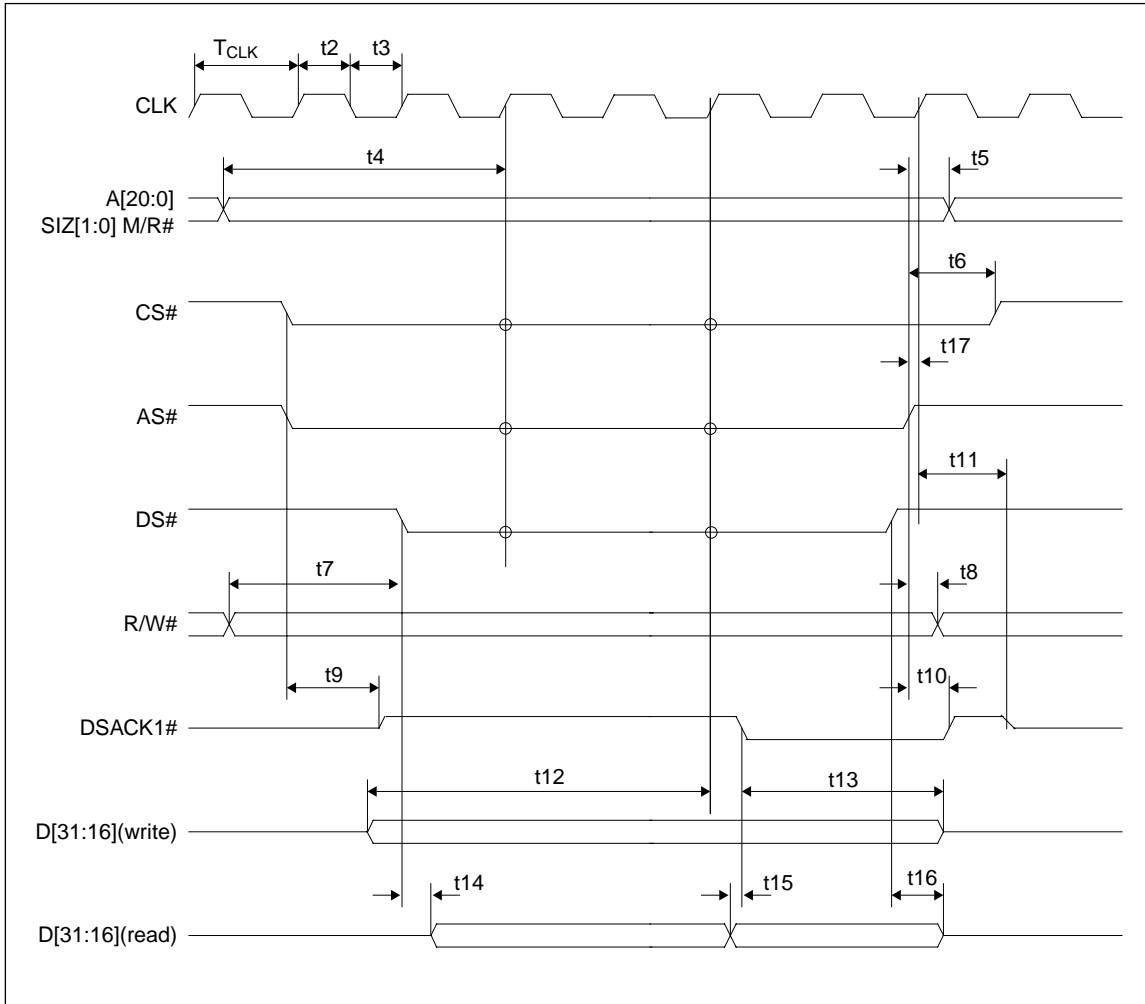 TCLK t2 t3
CLK
t4 t5
A[20:0]
SIZ[1:0] M/R#
t6
CS#
t17
AS#
t11
DS#
t7 t8
R/W#
t9 t10
DSACK1#
t12 t13
D[31:16](write)
t14 t15 t16
D[31:16](read)